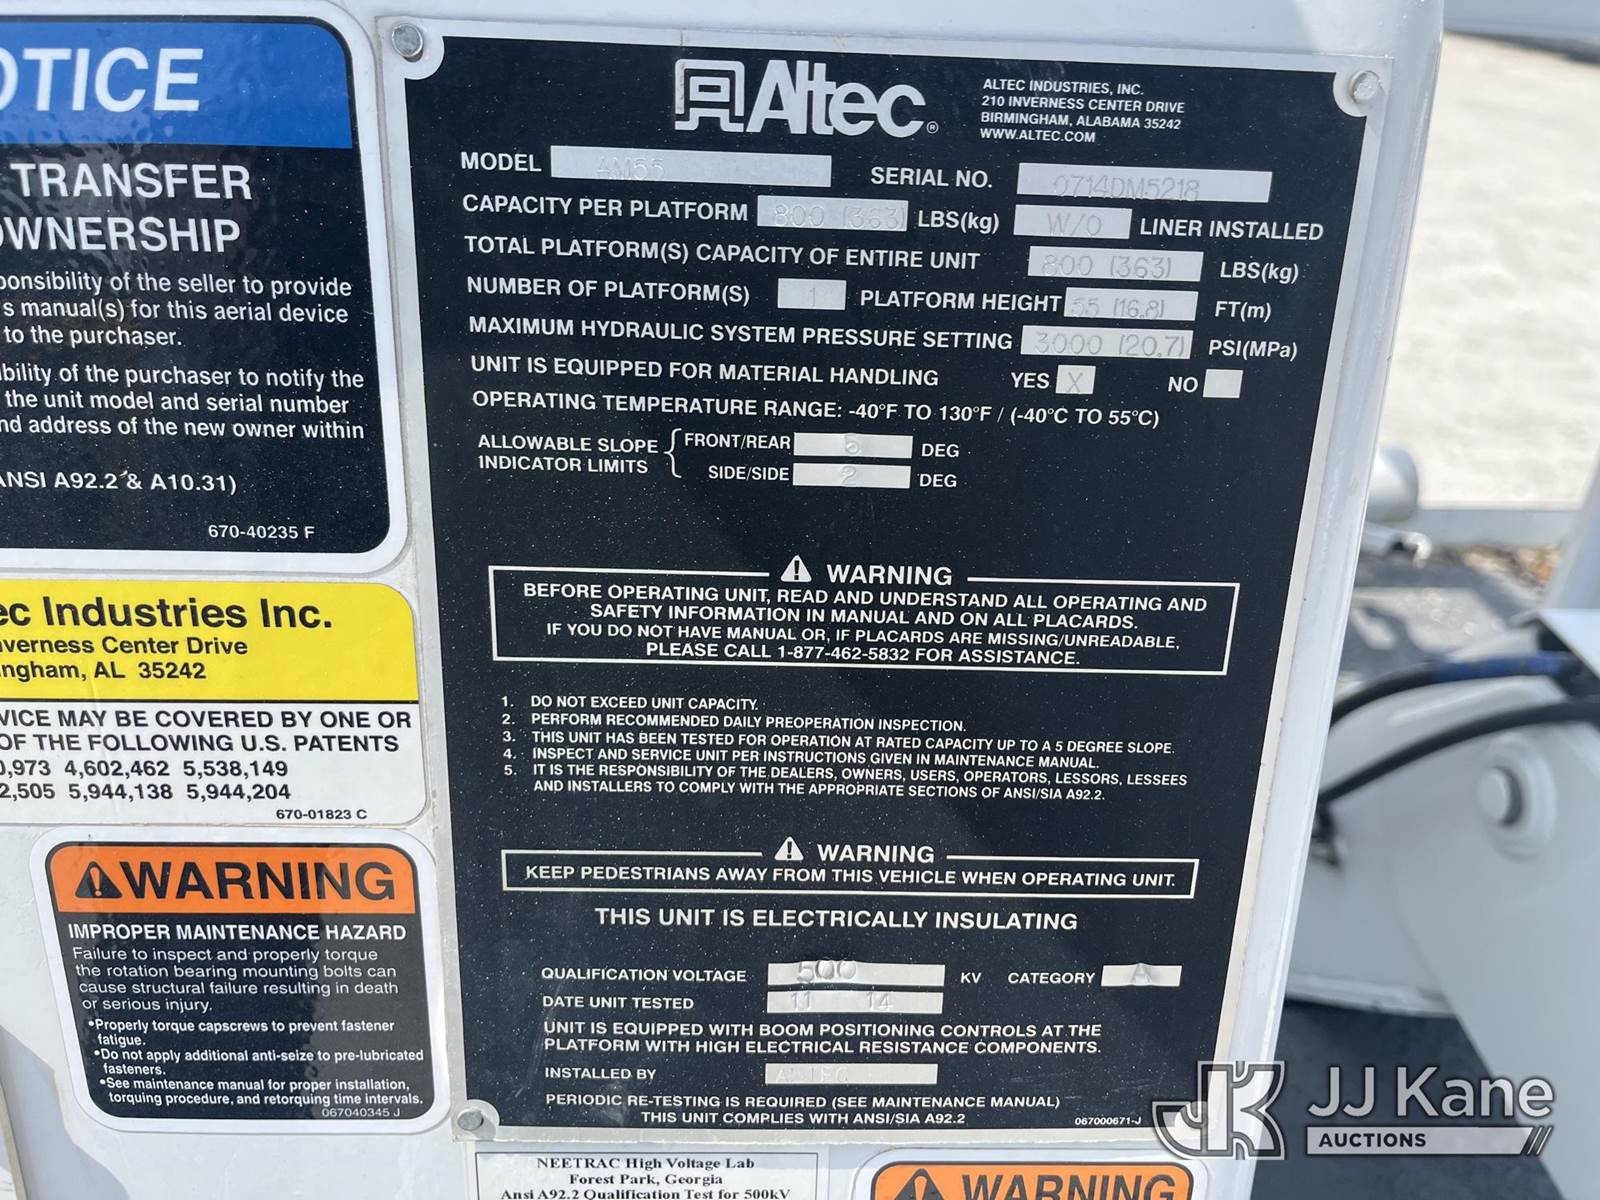 OTICE
TRANSFER
OWNERSHIP
ponsibility of the seller to provide
's manual(s) for this aerial device
to the purchaser.
bility of the purchaser to notify the
the unit model and serial number
nd address of the new owner within
ANSI A92.2 & A10.31)
670-40235 F
ec Industries Inc.
nverness Center Drive
ingham, AL 35242
VICE MAY BE COVERED BY ONE OR
OF THE FOLLOWING U.S. PATENTS
0,973 4,602,462 5,538,149
2,505 5,944,138 5,944,204
670-01823 C
WARNING
IMPROPER MAINTENANCE HAZARD
Failure to inspect and properly torque
the rotation bearing mounting bolts can
cause structural failure resulting in death
or serious injury.
•Properly torque capscrews to prevent fastener
fatigue.
•Do not apply additional anti-seize to pre-lubricated
fasteners.
•See maintenance manual for proper installation,
torquing procedure, and retorquing time intervals.
067040345 J
Altec®
ALTEC INDUSTRIES, INC.
210 INVERNESS CENTER DRIVE
BIRMINGHAM, ALABAMA 35242
WWW.ALTEC.COM
MODEL AM55 SERIAL NO. 0714DM5218
CAPACITY PER PLATFORM 800 (363) LBS(kg) W/O LINER INSTALLED
TOTAL PLATFORM(S) CAPACITY OF ENTIRE UNIT 800 (363) LBS(kg)
NUMBER OF PLATFORM(S) 1 PLATFORM HEIGHT 55 (16.8) FT(m)
MAXIMUM HYDRAULIC SYSTEM PRESSURE SETTING 3000 (20.7) PSI(MPa)
UNIT IS EQUIPPED FOR MATERIAL HANDLING YES X NO
OPERATING TEMPERATURE RANGE: -40°F TO 130°F / (-40°C TO 55°C)
ALLOWABLE SLOPE INDICATOR LIMITS
FRONT/REAR 5 DEG
SIDE/SIDE 2 DEG
WARNING
BEFORE OPERATING UNIT, READ AND UNDERSTAND ALL OPERATING AND
SAFETY INFORMATION IN MANUAL AND ON ALL PLACARDS.
IF YOU DO NOT HAVE MANUAL OR, IF PLACARDS ARE MISSING/UNREADABLE,
PLEASE CALL 1-877-462-5832 FOR ASSISTANCE.
1. DO NOT EXCEED UNIT CAPACITY.
2. PERFORM RECOMMENDED DAILY PREOPERATION INSPECTION.
3. THIS UNIT HAS BEEN TESTED FOR OPERATION AT RATED CAPACITY UP TO A 5 DEGREE SLOPE.
4. INSPECT AND SERVICE UNIT PER INSTRUCTIONS GIVEN IN MAINTENANCE MANUAL.
5. IT IS THE RESPONSIBILITY OF THE DEALERS, OWNERS, USERS, OPERATORS, LESSORS, LESSEES
AND INSTALLERS TO COMPLY WITH THE APPROPRIATE SECTIONS OF ANSI/SIA A92.2.
WARNING
KEEP PEDESTRIANS AWAY FROM THIS VEHICLE WHEN OPERATING UNIT.
THIS UNIT IS ELECTRICALLY INSULATING
QUALIFICATION VOLTAGE 500 KV CATEGORY A
DATE UNIT TESTED 11 14
UNIT IS EQUIPPED WITH BOOM POSITIONING CONTROLS AT THE
PLATFORM WITH HIGH ELECTRICAL RESISTANCE COMPONENTS.
INSTALLED BY ALTEC
PERIODIC RE-TESTING IS REQUIRED (SEE MAINTENANCE MANUAL)
THIS UNIT COMPLIES WITH ANSI/SIA A92.2
067000671-J
NEETRAC High Voltage Lab
Forest Park, Georgia
Ansi A92.2 Qualification Test for 500kV
WARNING
JJ Kane
AUCTIONS